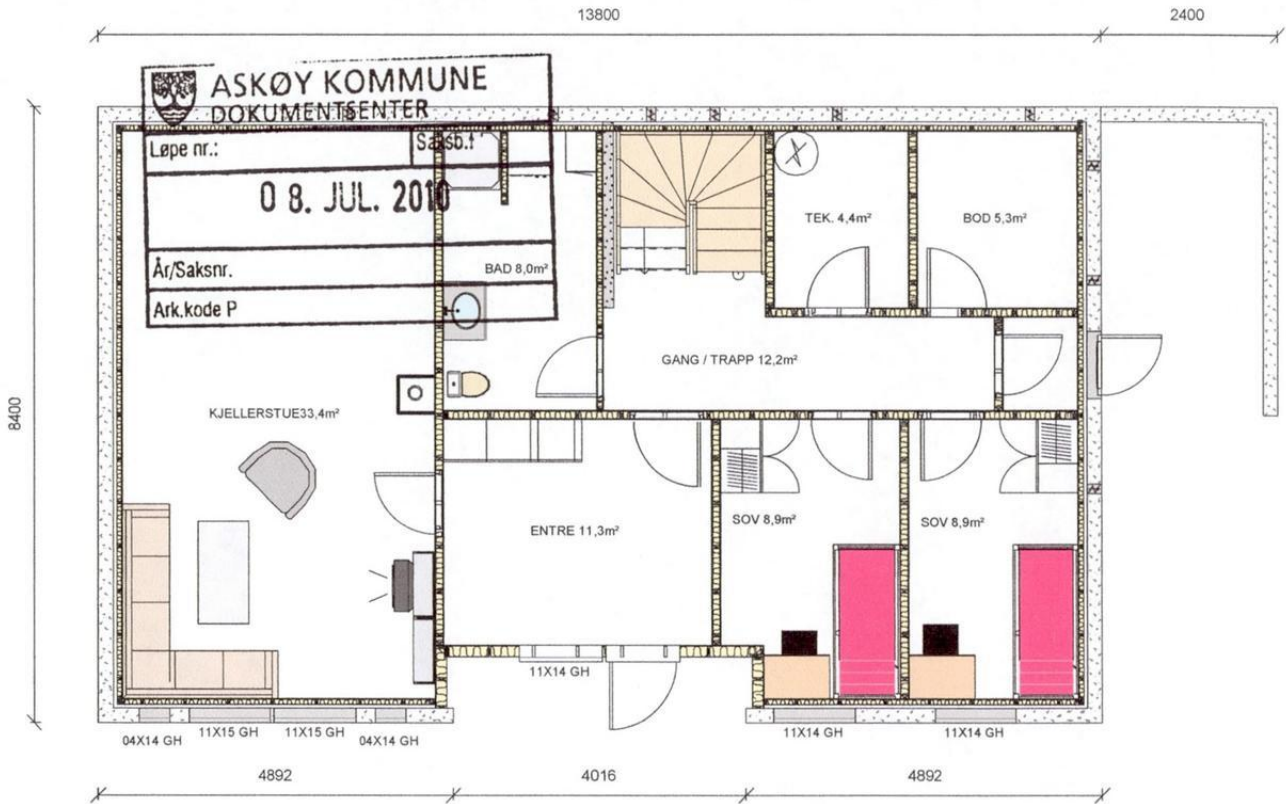 13800
2400
ASKØY KOMMUNE
DOKUMENTSENTER
Løpe nr.:
Saksb.:
0 8. JUL. 2010
År/Saksnr.
Ark.kode P
BAD 8,0m²
TEK. 4,4m²
BOD 5,3m²
GANG / TRAPP 12,2m²
8400
KJELLERSTUE33,4m²
ENTRE 11,3m²
SOV 8,9m²
SOV 8,9m²
11X14 GH
04X14 GH
11X15 GH
11X15 GH
04X14 GH
11X14 GH
11X14 GH
4892
4016
4892